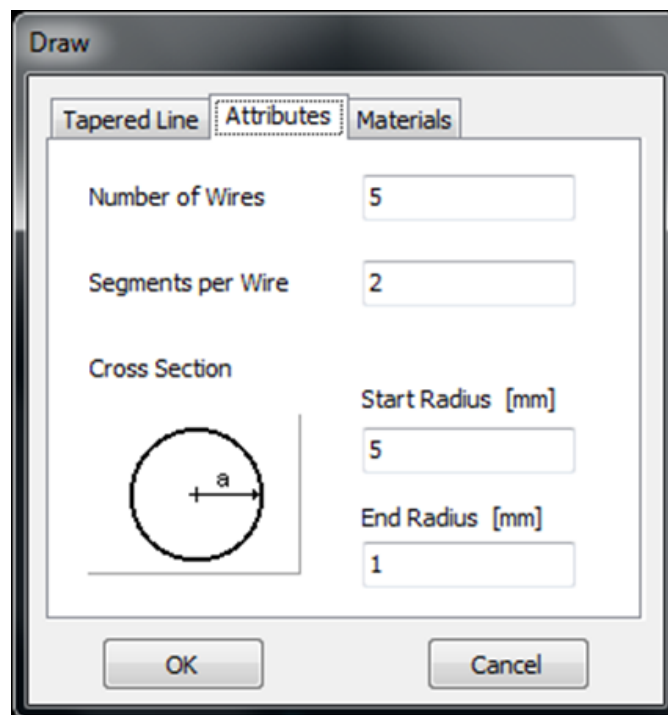 Draw
Tapered Line Attributes Materials
Number of Wires 5
Segments per Wire 2
Cross Section
Start Radius [mm]
5
a
End Radius [mm]
1
OK Cancel